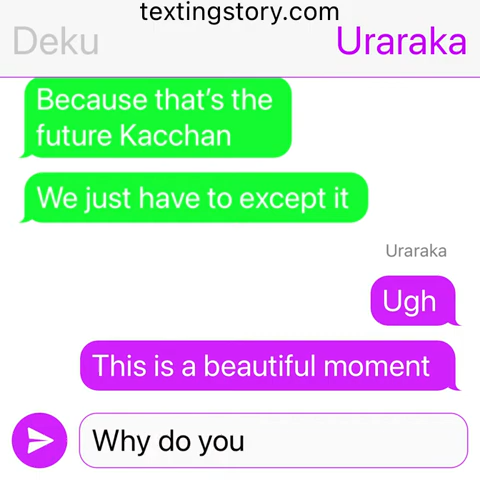 textingstory.com
Deku
Uraraka
Because that’s the
future Kacchan
We just have to except it
Uraraka
Ugh
This is a beautiful moment
Why do you